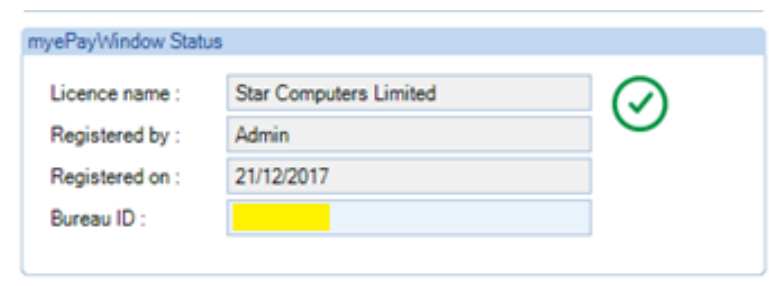 myePayWindow Status
Licence name : Star Computers Limited
Registered by : Admin
Registered on : 21/12/2017
Bureau ID :